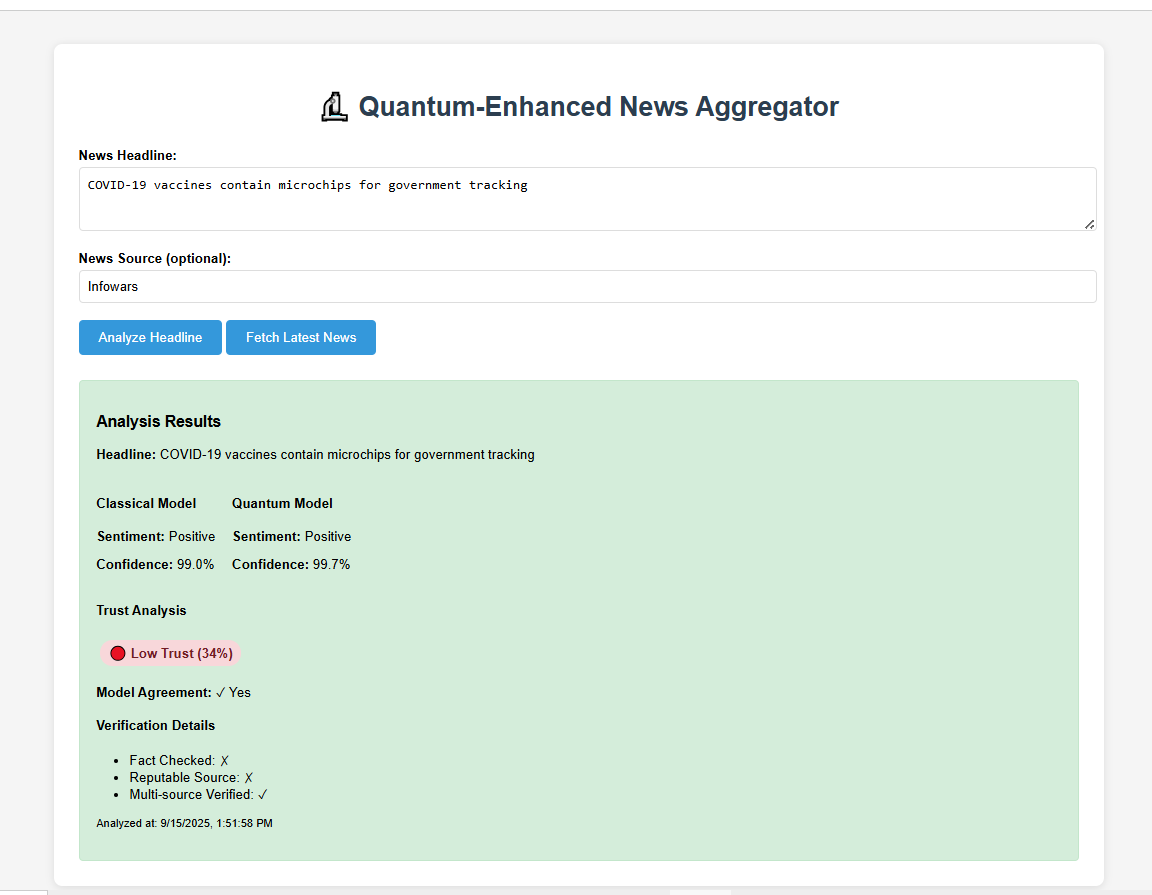 Quantum-Enhanced News Aggregator
News Headline:
COVID-19 vaccines contain microchips for government tracking
News Source (optional):
Infowars
Analyze Headline Fetch Latest News
Analysis Results
Headline: COVID-19 vaccines contain microchips for government tracking
Classical Model Quantum Model
Sentiment: Positive Sentiment: Positive
Confidence: 99.0% Confidence: 99.7%
Trust Analysis
Low Trust (34%)
Model Agreement: ✓ Yes
Verification Details
• Fact Checked: ✗
• Reputable Source: ✗
• Multi-source Verified: ✓
Analyzed at: 9/15/2025, 1:51:58 PM